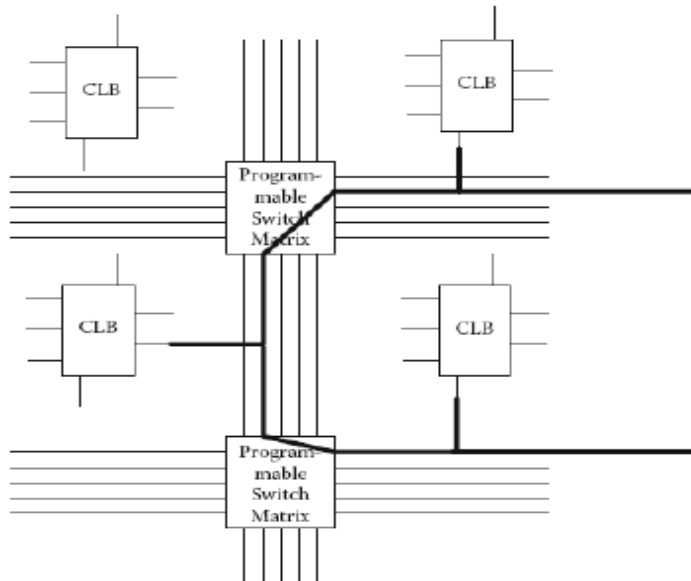 CLB
CLB
Program-
mable
Switch
Matrix
CLB
CLB
Program-
mable
Switch
Matrix